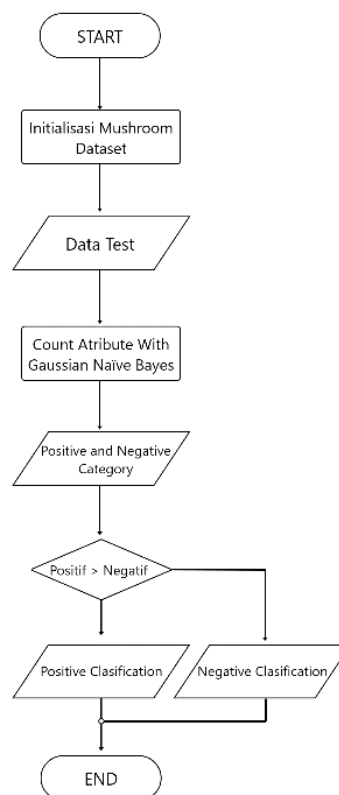 START
Initialisasi Mushroom
Dataset
Data Test
Count Atribute With
Gaussian Naïve Bayes
Positive and Negative
Category
Positif > Negatif
Positive Clasification
Negative Clasification
END